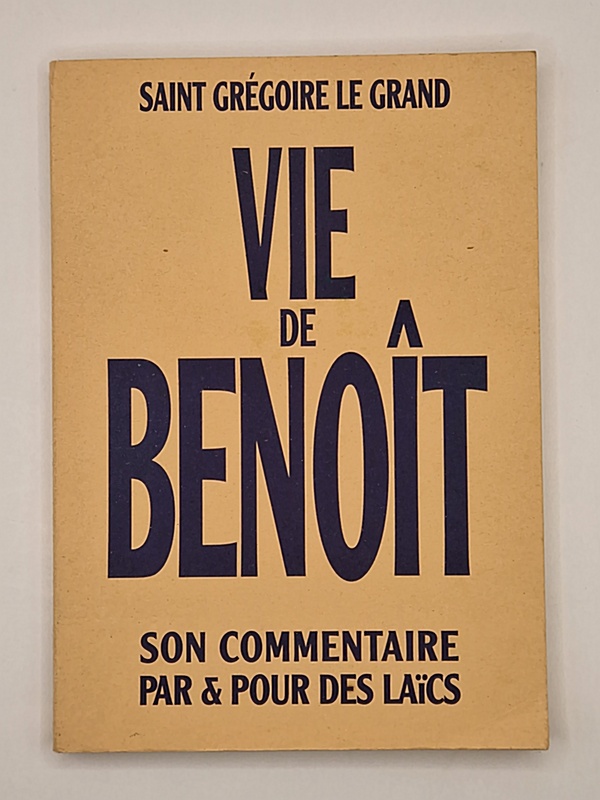 SAINT GRÉGOIRE LE GRAND
VIE
DE
BENOÎT
SON COMMENTAIRE
PAR & POUR DES LAïCS